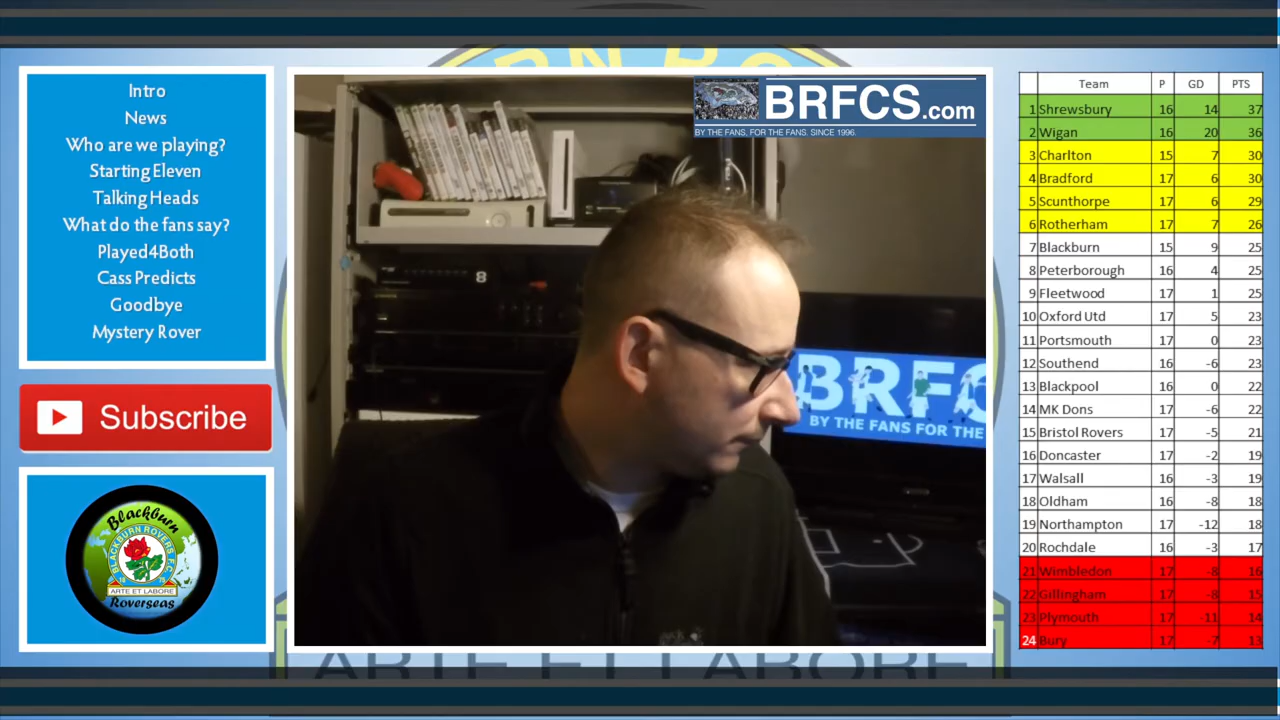 Intro
News
Who are we playing?
Starting Eleven
Talking Heads
What do the fans say?
Played4Both
Cass Predicts
Goodbye
Mystery Rover
Subscribe
Blackburn
BLACKBURN ROVERS F.C.
1875
ARTE ET LABORE
Roverseas
BRFCS.com
BY THE FANS, FOR THE FANS. SINCE 1996.
8
BRFC
BY THE FANS FOR THE
Team P GD PTS
1 Shrewsbury 16 14 37
2 Wigan 16 20 36
3 Charlton 15 7 30
4 Bradford 17 6 30
5 Scunthorpe 17 6 29
6 Rotherham 17 7 26
7 Blackburn 15 9 25
8 Peterborough 16 4 25
9 Fleetwood 17 1 25
10 Oxford Utd 17 5 23
11 Portsmouth 17 0 23
12 Southend 16 -6 23
13 Blackpool 16 0 22
14 MK Dons 17 -6 22
15 Bristol Rovers 17 -5 21
16 Doncaster 17 -2 19
17 Walsall 16 -3 19
18 Oldham 16 -8 18
19 Northampton 17 -12 18
20 Rochdale 16 -3 17
21 Wimbledon 17 -8 16
22 Gillingham 17 -8 15
23 Plymouth 17 11 14
24 Bury 17 -7 13
ARTE ET LABORE